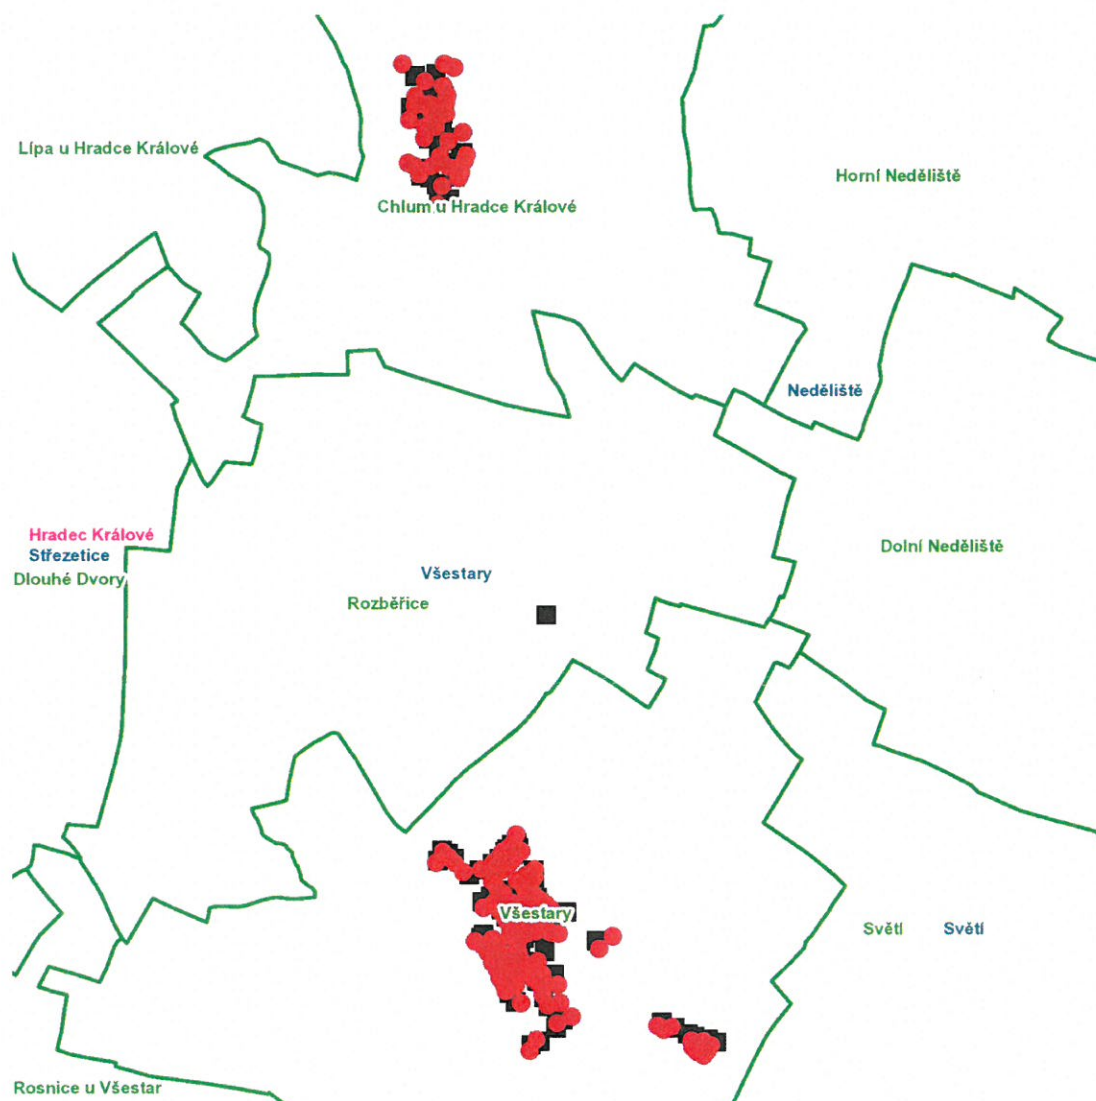 Lípa u Hradce Králové
Horní Neděliště
Chlum u Hradce Králové
Neděliště
Hradec Králové
Střezetice
Dlouhé Dvory
Všestary
Rozběřice
Dolní Neděliště
Všestary
Světí
Světí
Rosnice u Všestar